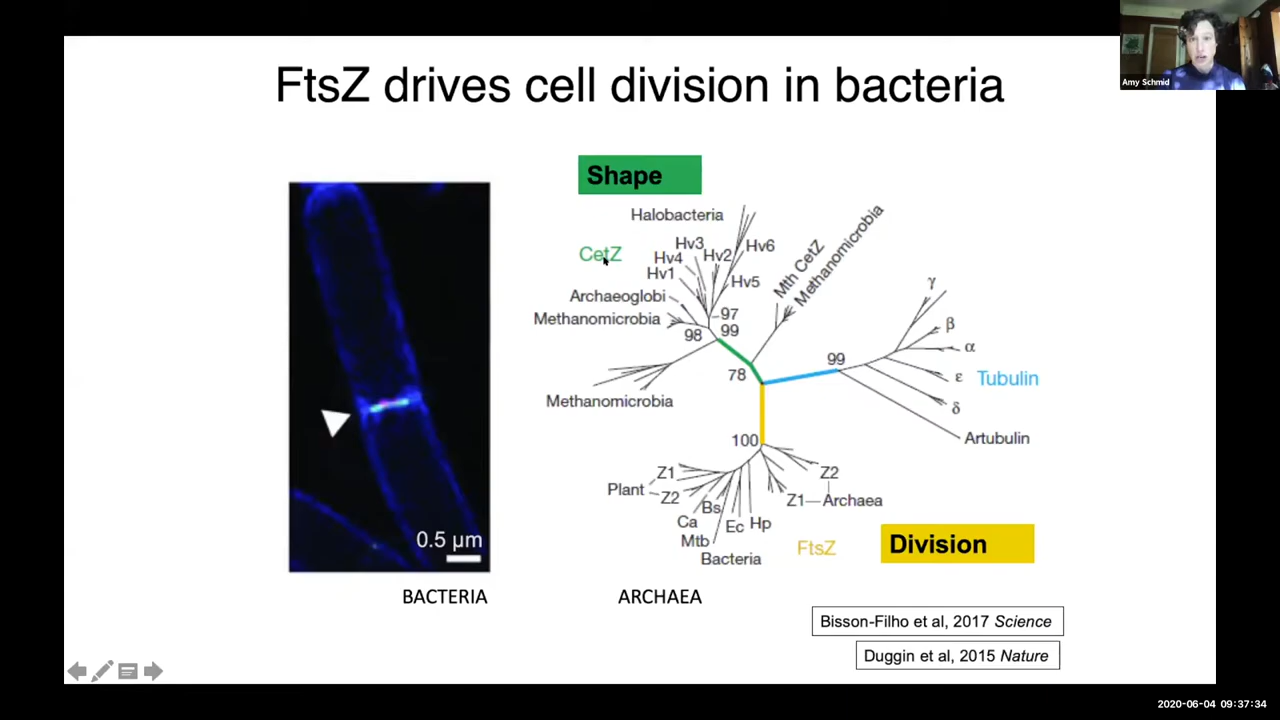 Amy Schmid
FtsZ drives cell division in bacteria
Shape
Halobacteria
CetZ
Hv3
Hv4
Hv2
Hv6
Hv1
Hv5
Mth CetZ
Methanomicrobia
Archaeoglobi
Methanomicrobia
97
99
98
78
Methanomicrobia
99
γ
β
α
ε
δ
Tubulin
Artubulin
100
Plant
Z1
Z2
Ca
Bs
Mtb
Ec
Hp
Bacteria
Z2
Z1
Archaea
FtsZ
Division
0.5 μm
BACTERIA
ARCHAEA
Bisson-Filho et al, 2017 Science
Duggin et al, 2015 Nature
2020-06-04 09:37:34